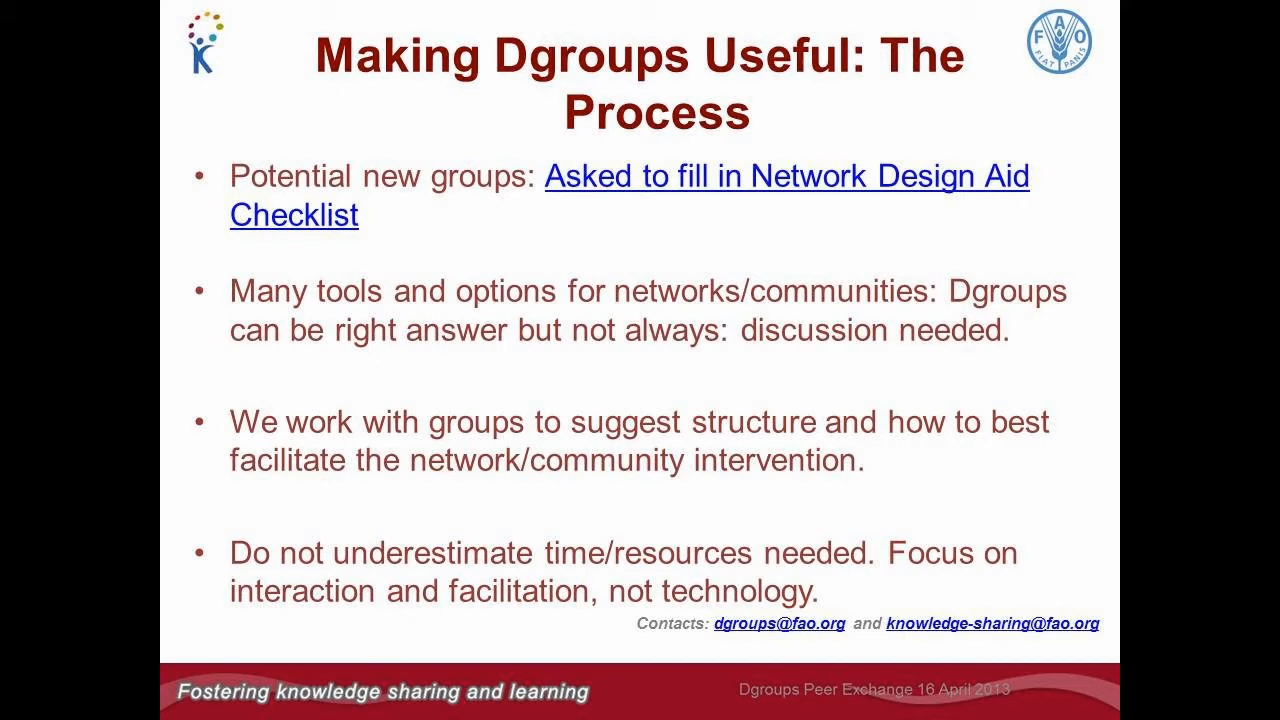 K
F A O
FIAT PANIS
Making Dgroups Useful: The
Process
• Potential new groups: Asked to fill in Network Design Aid
Checklist
• Many tools and options for networks/communities: Dgroups
can be right answer but not always: discussion needed.
• We work with groups to suggest structure and how to best
facilitate the network/community intervention.
• Do not underestimate time/resources needed. Focus on
interaction and facilitation, not technology.
Contacts: dgroups@fao.org and knowledge-sharing@fao.org
Fostering knowledge sharing and learning
Dgroups Peer Exchange 16 April 2013